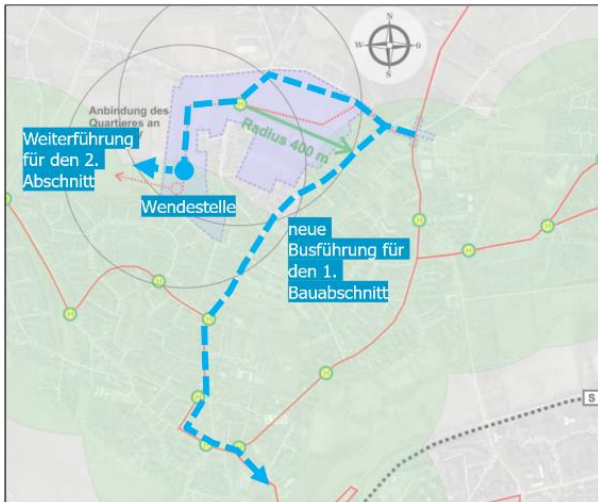 N
W
O
S
Anbindung des
Quartieres an
Weiterführung
für den 2.
Abschnitt
H
Radius 400 m
Wendestelle
neue
Busführung für
den 1.
Bauabschnitt
H
H
H
H
H
H
H
H
H
H
H
S